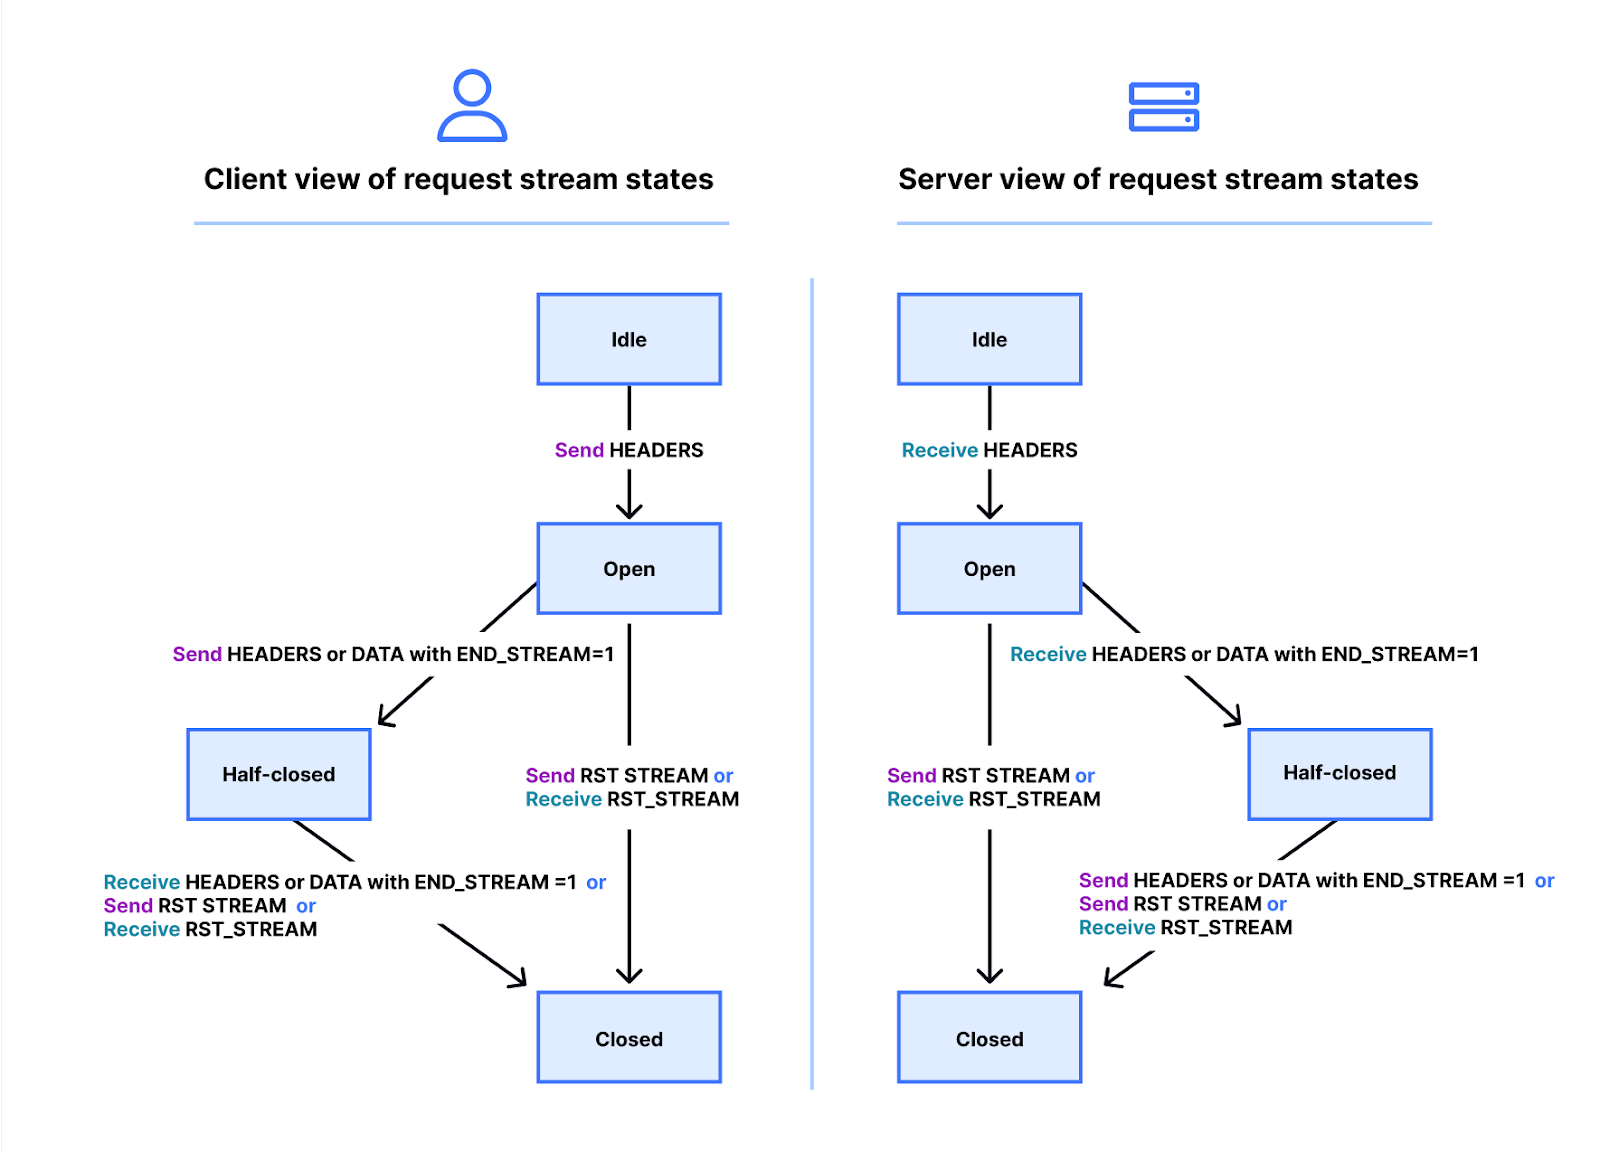 Client view of request stream states
Idle
Send HEADERS
Open
Send HEADERS or DATA with END_STREAM=1
Half-closed
Send RST STREAM or
Receive RST_STREAM
Receive HEADERS or DATA with END_STREAM =1 or
Send RST STREAM or
Receive RST_STREAM
Closed
Server view of request stream states
Idle
Receive HEADERS
Open
Receive HEADERS or DATA with END_STREAM=1
Send RST STREAM or
Receive RST_STREAM
Half-closed
Send HEADERS or DATA with END_STREAM =1 or
Send RST STREAM or
Receive RST_STREAM
Closed